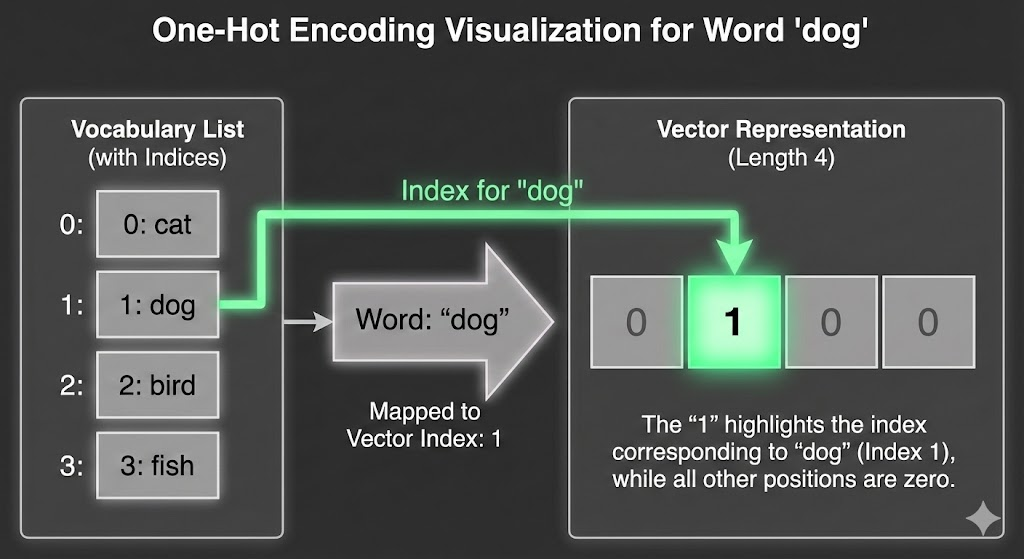 One-Hot Encoding Visualization for Word 'dog'
Vocabulary List
(with Indices)
0: 0: cat
1: 1: dog
2: 2: bird
3: 3: fish
Index for "dog"
Word: “dog”
Mapped to
Vector Index: 1
Vector Representation
(Length 4)
0 1 0 0
The “1” highlights the index
corresponding to “dog” (Index 1),
while all other positions are zero.